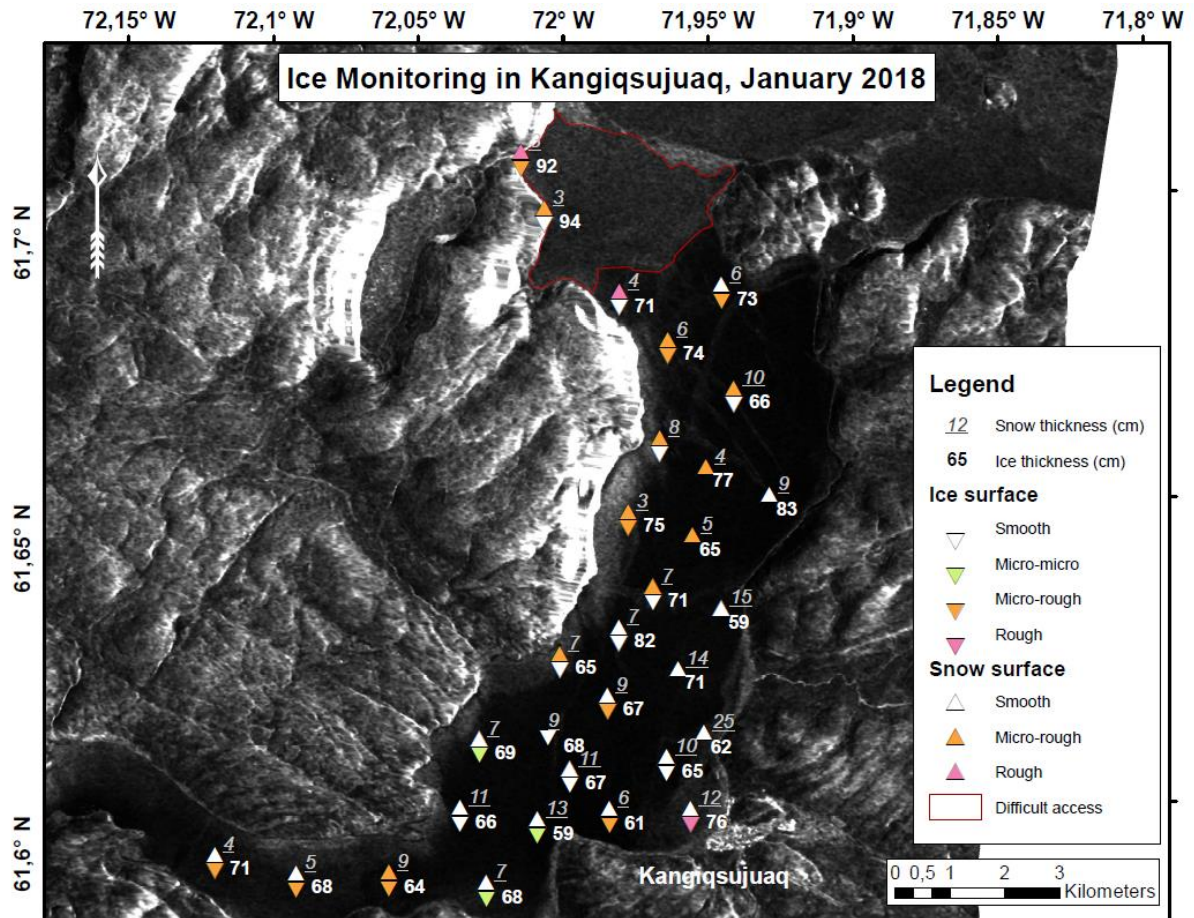 72,15° W 72,1° W 72,05° W 72° W 71,95° W 71,9° W 71,85° W 71,8° W
Ice Monitoring in Kangiqsujuaq, January 2018
92
3
94
61,7° N
4
71
6
73
6
74
10
66
8
4
77
9
83
3
75
5
65
61,65° N
7
71
15
59
7
82
7
65
14
71
9
67
7
69
9
68
25
62
11
67
10
65
11
66
13
59
6
61
12
76
61,6° N
4
71
5
68
9
64
7
68
Kangiqsujuaq
Legend
12 Snow thickness (cm)
65 Ice thickness (cm)
Ice surface
Smooth
Micro-micro
Micro-rough
Rough
Snow surface
Smooth
Micro-rough
Rough
Difficult access
0 0,5 1 2 3
Kilometers